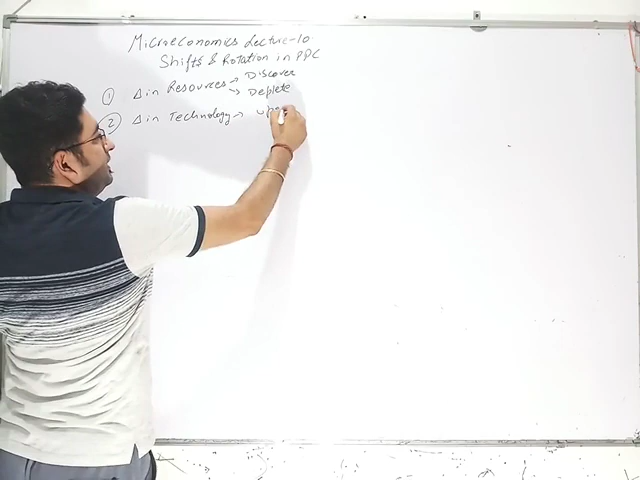 Microeconomics Lecture-10
Shifts & Rotation in PPC
① Δ in Resources → Discover
→ Deplete
② Δ in Technology →